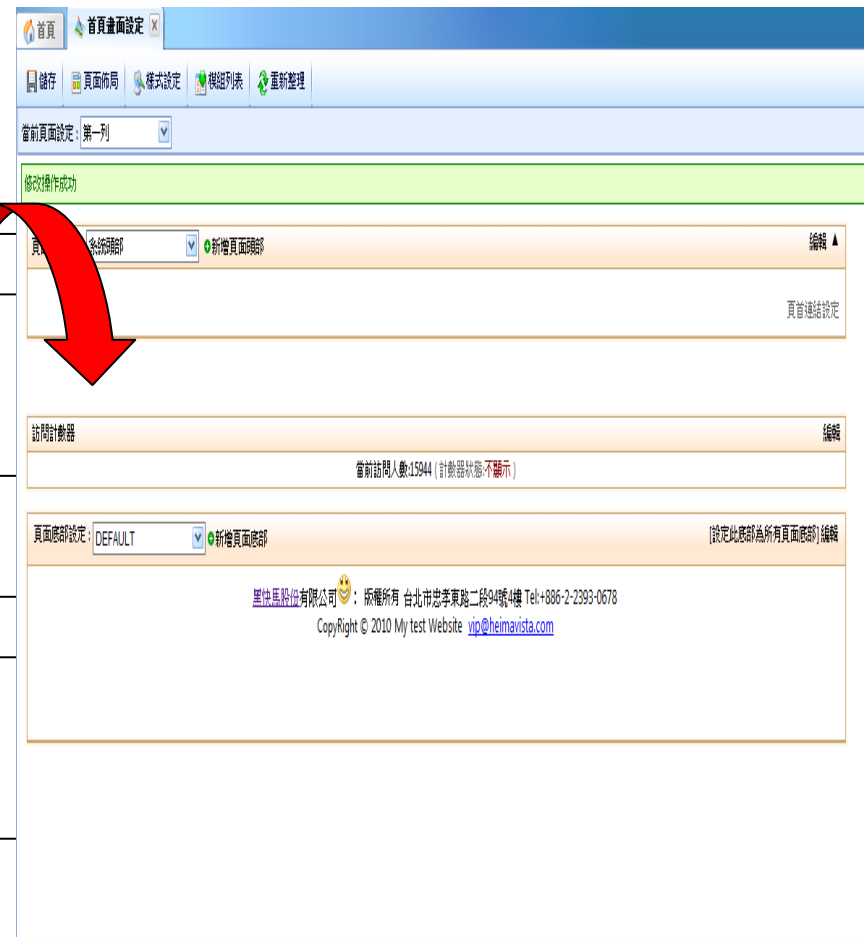 首頁 首頁畫面設定
儲存 頁面佈局 樣式設定 模組列表 重新整理
當前頁面設定 : 第一列
修改操作成功
頁 系統頭部 新增頁面頭部 編輯 ▲
頁首連結設定
訪問計數器 編輯
當前訪問人數:15944 ( 計數器狀態:不顯示 )
頁面底部設定 : DEFAULT 新增頁面底部 [設定此底部為所有頁面底部] 編輯
黑快馬股份有限公司 : 版權所有 台北市忠孝東路二段94號4樓 Tel:+886-2-2393-0678
CopyRight © 2010 My test Website vip@heimavista.com